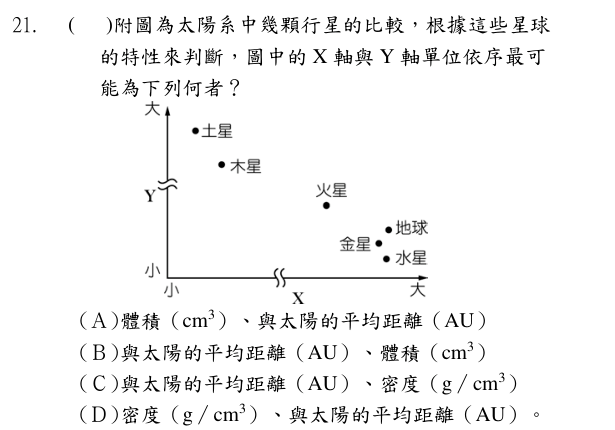 21. (　)附圖為太陽系中幾顆行星的比較，根據這些星球
的特性來判斷，圖中的 X 軸與 Y 軸單位依序最可
能為下列何者？
大
土星
木星
Y
火星
地球
金星
水星
小
小
X
大
(A)體積（cm³）、與太陽的平均距離（AU）
(B)與太陽的平均距離（AU）、體積（cm³）
(C)與太陽的平均距離（AU）、密度（g／cm³）
(D)密度（g／cm³）、與太陽的平均距離（AU）。